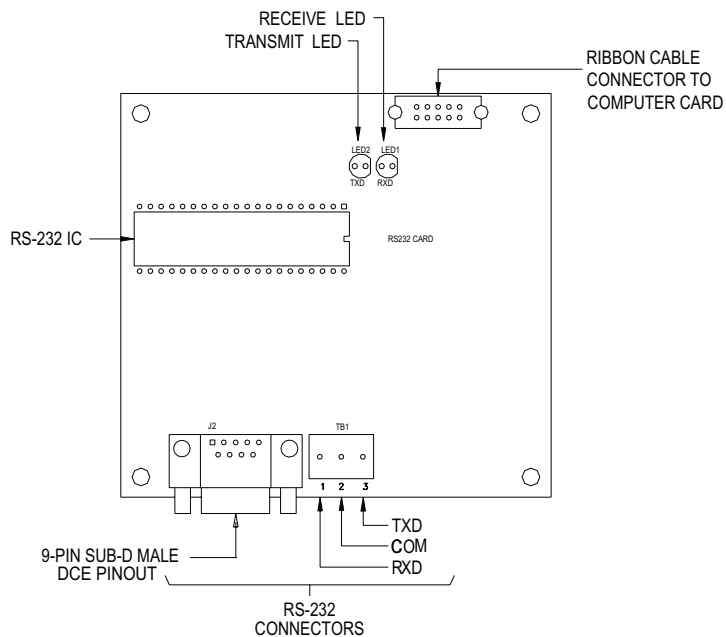 RECEIVE LED
TRANSMIT LED
RIBBON CABLE
CONNECTOR TO
COMPUTER CARD
LED2 LED1
TXD RXD
RS-232 IC
RS232 CARD
J2
TB1
1 2 3
TXD
COM
RXD
9-PIN SUB-D MALE
DCE PINOUT
RS-232
CONNECTORS